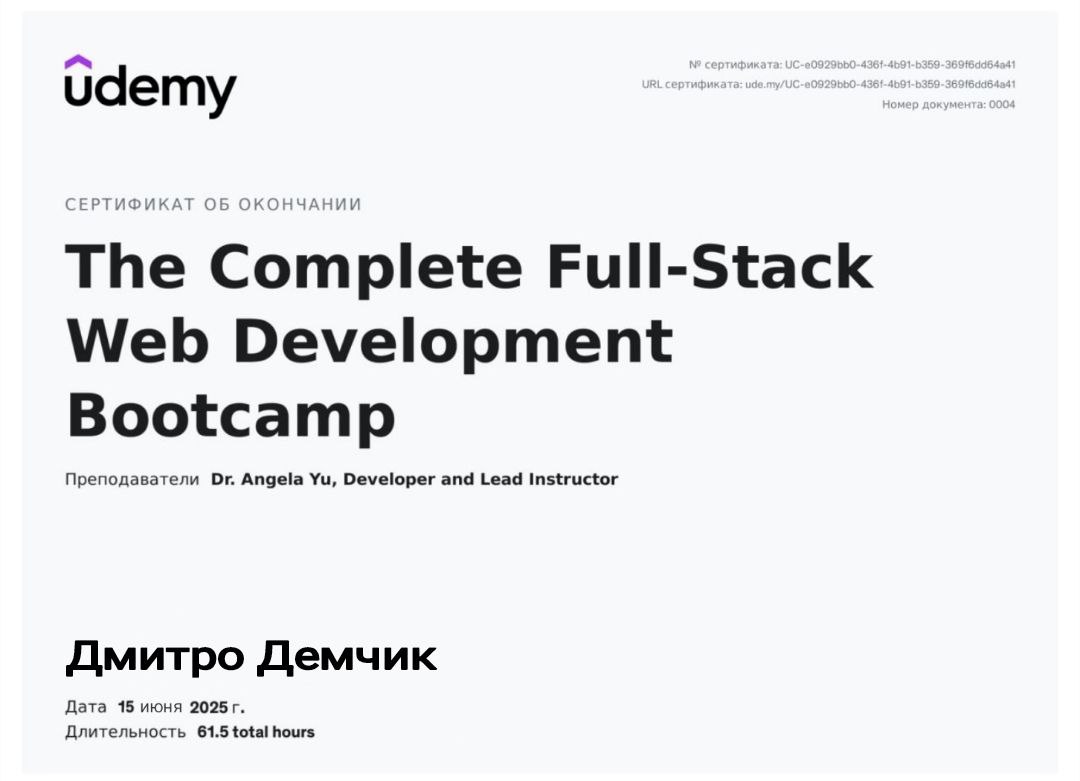 ûdemy
№ сертификата: UC-e0929bb0-436f-4b91-b359-369f6dd64a41
URL сертификата: ude.my/UC-e0929bb0-436f-4b91-b359-369f6dd64a41
Номер документа: 0004
СЕРТИФИКАТ ОБ ОКОНЧАНИИ
The Complete Full-Stack
Web Development
Bootcamp
Преподаватели Dr. Angela Yu, Developer and Lead Instructor
Дмитро Демчик
Дата 15 июня 2025 г.
Длительность 61.5 total hours